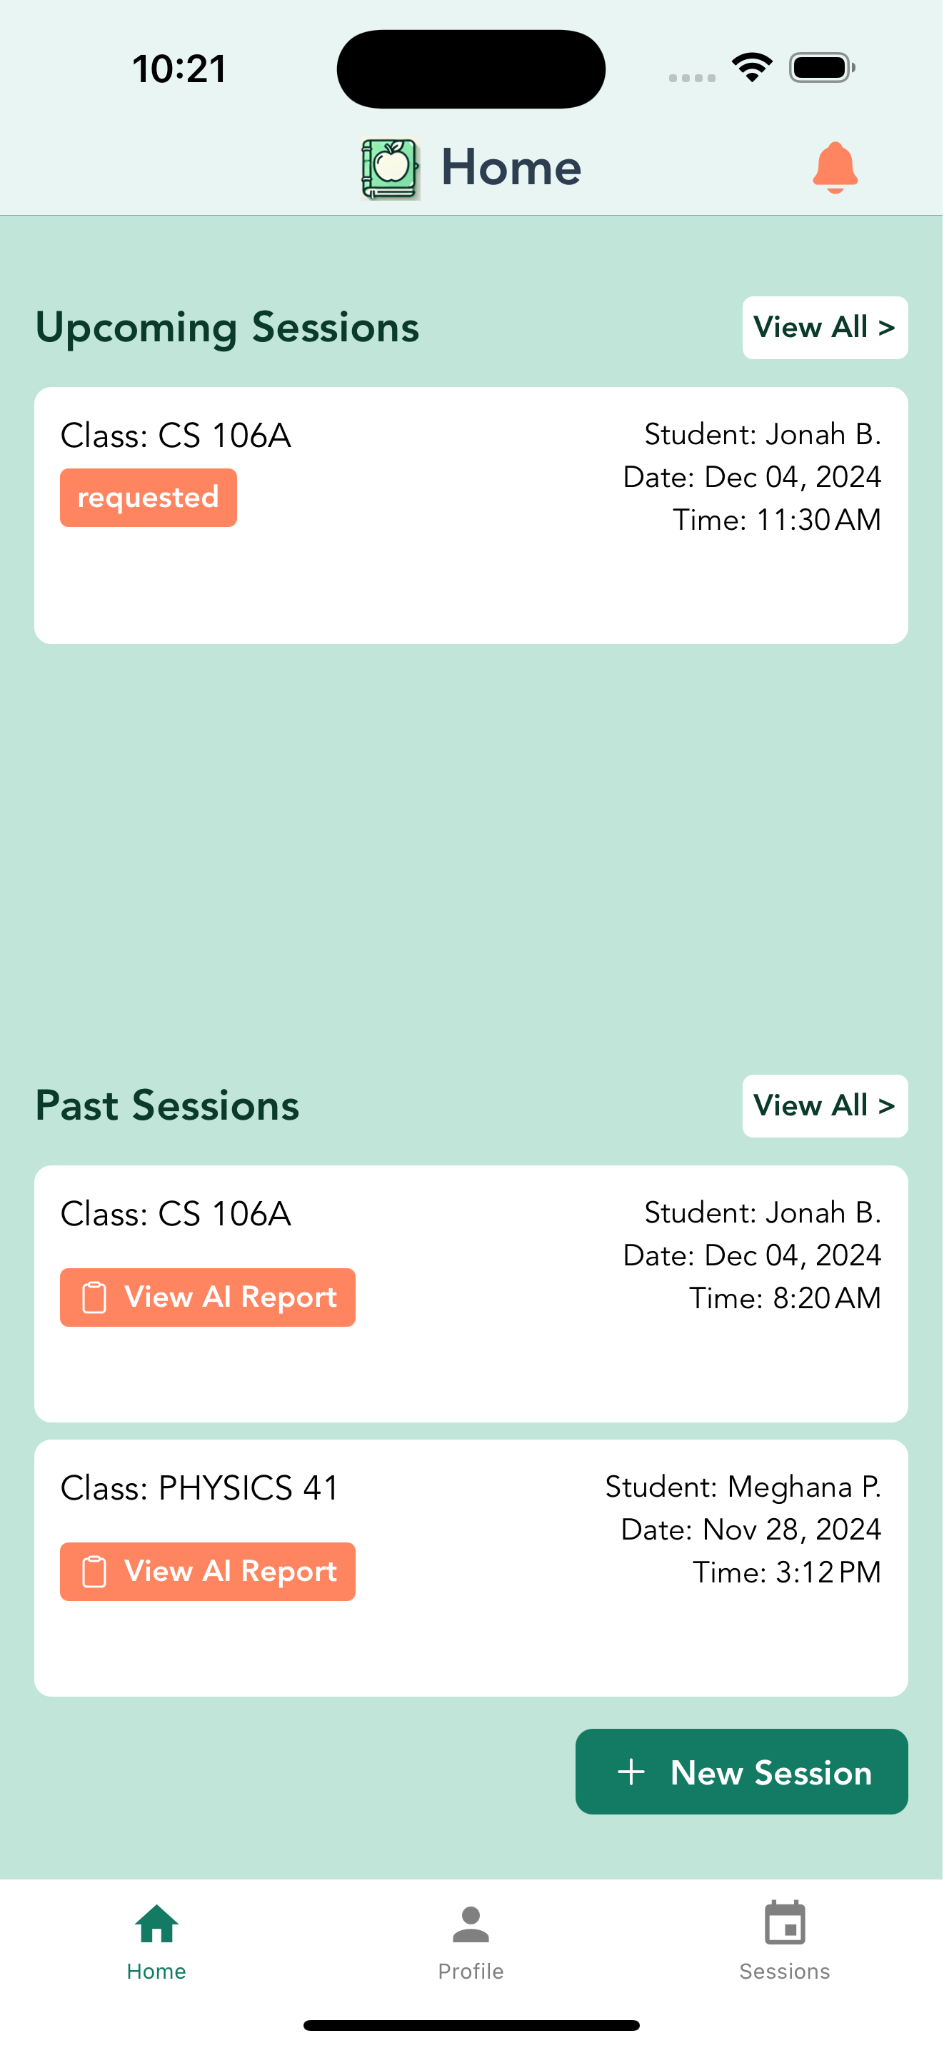 10:21
Home
Upcoming Sessions
View All >
Class: CS 106A
requested
Student: Jonah B.
Date: Dec 04, 2024
Time: 11:30 AM
Past Sessions
View All >
Class: CS 106A
View AI Report
Student: Jonah B.
Date: Dec 04, 2024
Time: 8:20 AM
Class: PHYSICS 41
View AI Report
Student: Meghana P.
Date: Nov 28, 2024
Time: 3:12 PM
+ New Session
Home
Profile
Sessions